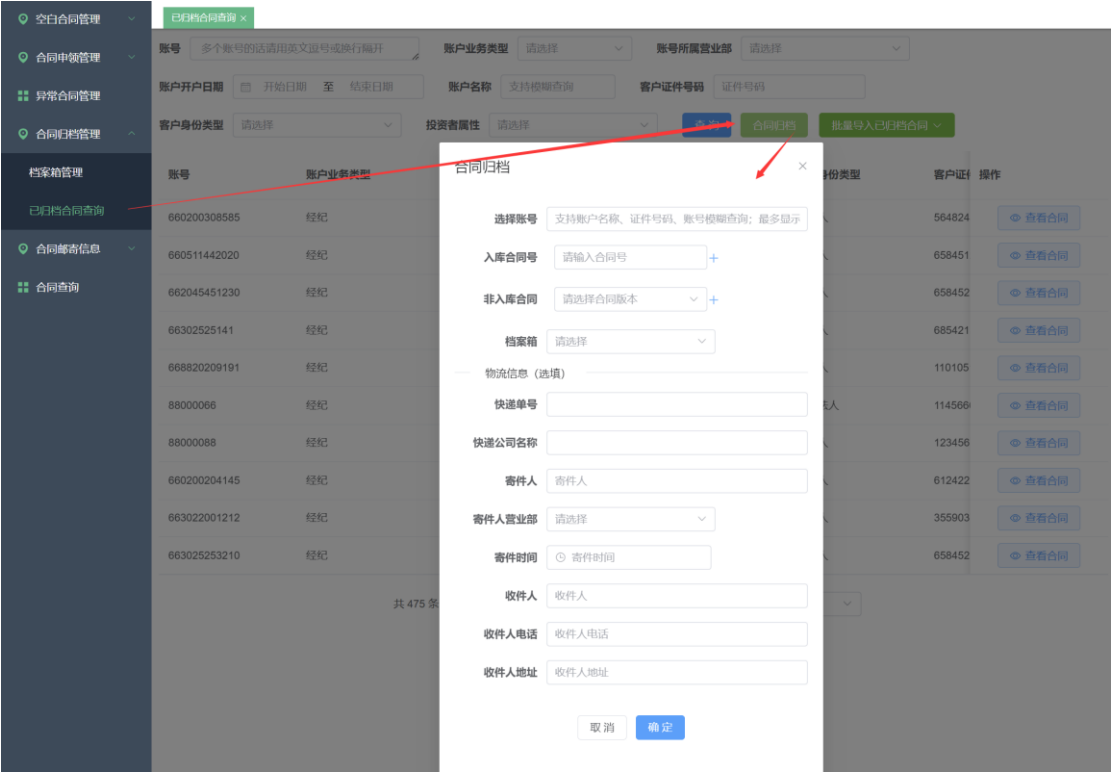 空白合同管理
合同申领管理
异常合同管理
合同归档管理
档案箱管理
已归档合同查询
合同邮寄信息
合同查询
已归档合同查询 ×
账号 多个账号的话请用英文逗号或换行隔开 账户业务类型 请选择 账号所属营业部 请选择
账户开户日期 开始日期 至 结束日期 账户名称 支持模糊查询 客户证件号码 证件号码
客户身份类型 请选择 投资者属性 请选择 查询 合同归档 批量导入已归档合同
账号 账户业务类型 身份类型 客户证件 操作
660200308585 经纪 564824 查看合同
660511442020 经纪 658451 查看合同
662045451230 经纪 658452 查看合同
66302525141 经纪 685421 查看合同
668820209191 经纪 110105 查看合同
88000066 经纪 人 114566 查看合同
88000088 经纪 123456 查看合同
660200204145 经纪 612422 查看合同
663022001212 经纪 355903 查看合同
663025253210 经纪 658452 查看合同
共 475 条
合同归档 ×
选择账号 支持账户名称、证件号码、账号模糊查询；最多显示
入库合同号 请输入合同号 +
非入库合同 请选择合同版本 +
档案箱 请选择
物流信息（选填）
快递单号
快递公司名称
寄件人 寄件人
寄件人营业部 请选择
寄件时间 寄件时间
收件人 收件人
收件人电话 收件人电话
收件人地址 收件人地址
取消 确定